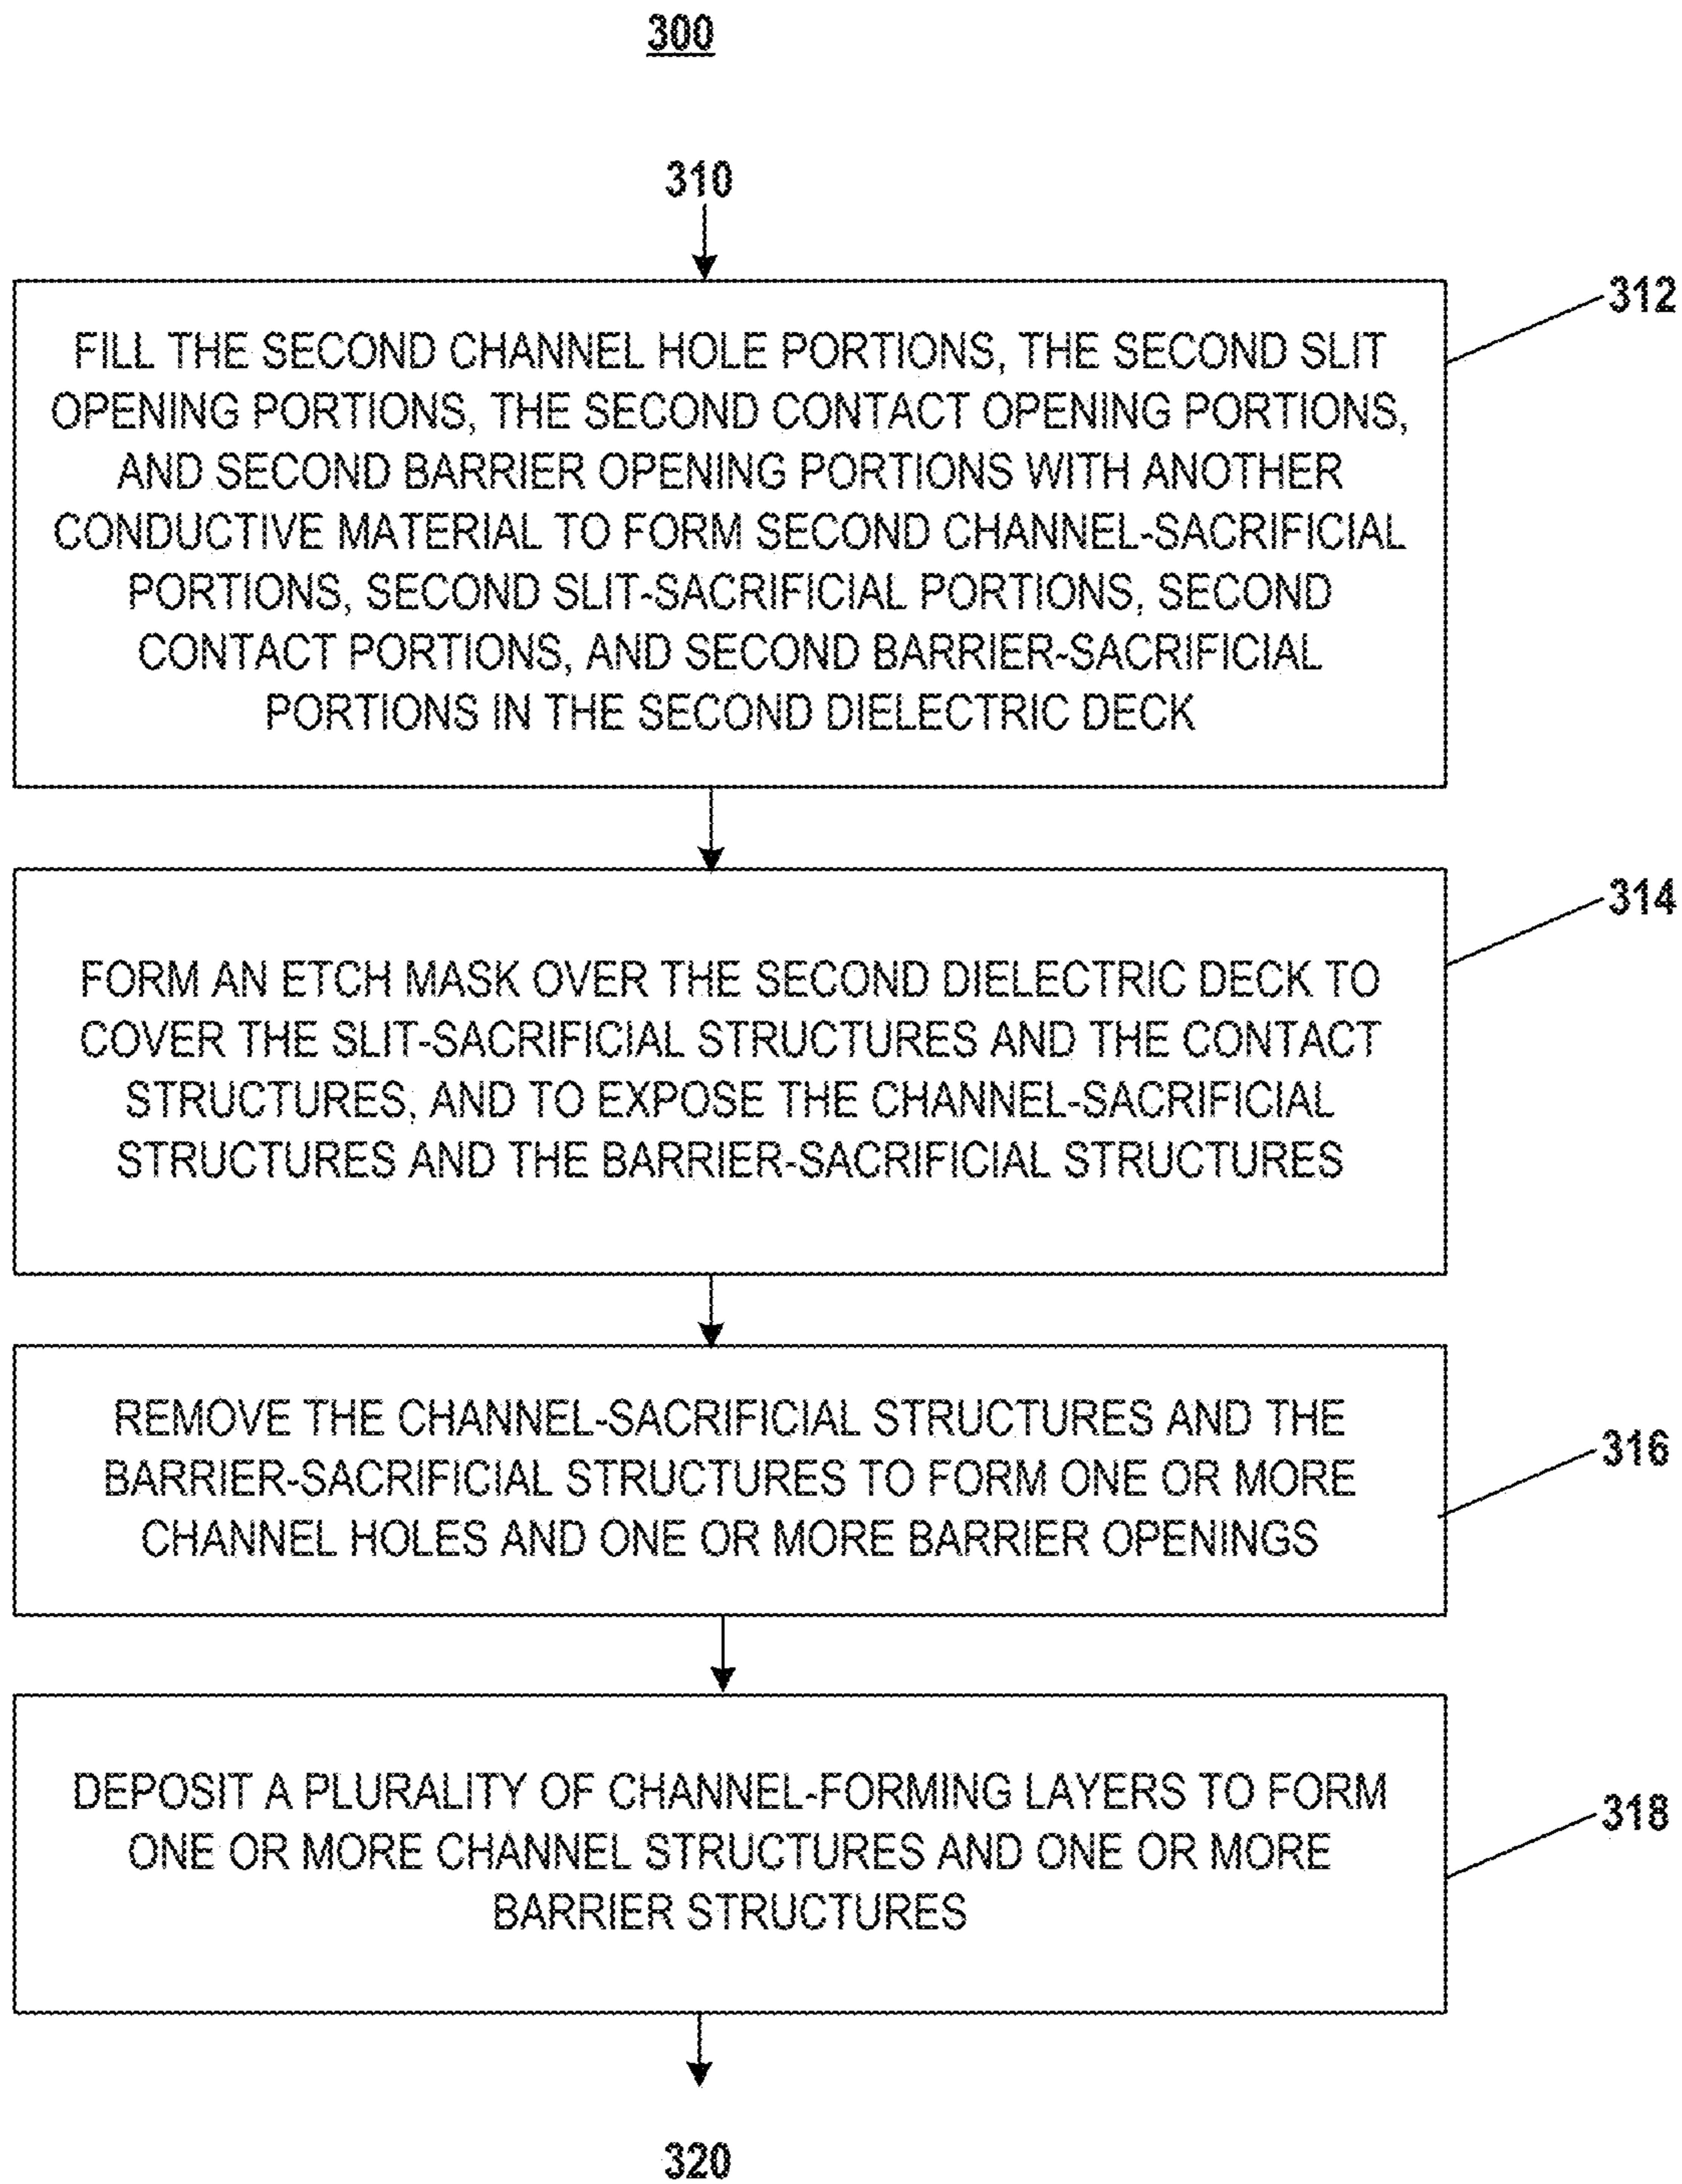 300
310
312
FILL THE SECOND CHANNEL HOLE PORTIONS, THE SECOND SLIT
OPENING PORTIONS, THE SECOND CONTACT OPENING PORTIONS,
AND SECOND BARRIER OPENING PORTIONS WITH ANOTHER
CONDUCTIVE MATERIAL TO FORM SECOND CHANNEL-SACRIFICIAL
PORTIONS, SECOND SLIT-SACRIFICIAL PORTIONS, SECOND
CONTACT PORTIONS, AND SECOND BARRIER-SACRIFICIAL
PORTIONS IN THE SECOND DIELECTRIC DECK
314
FORM AN ETCH MASK OVER THE SECOND DIELECTRIC DECK TO
COVER THE SLIT-SACRIFICIAL STRUCTURES AND THE CONTACT
STRUCTURES, AND TO EXPOSE THE CHANNEL-SACRIFICIAL
STRUCTURES AND THE BARRIER-SACRIFICIAL STRUCTURES
REMOVE THE CHANNEL-SACRIFICIAL STRUCTURES AND THE
316
BARRIER-SACRIFICIAL STRUCTURES TO FORM ONE OR MORE
CHANNEL HOLES AND ONE OR MORE BARRIER OPENINGS
DEPOSIT A PLURALITY OF CHANNEL-FORMING LAYERS TO FORM
318
ONE OR MORE CHANNEL STRUCTURES AND ONE OR MORE
BARRIER STRUCTURES
320